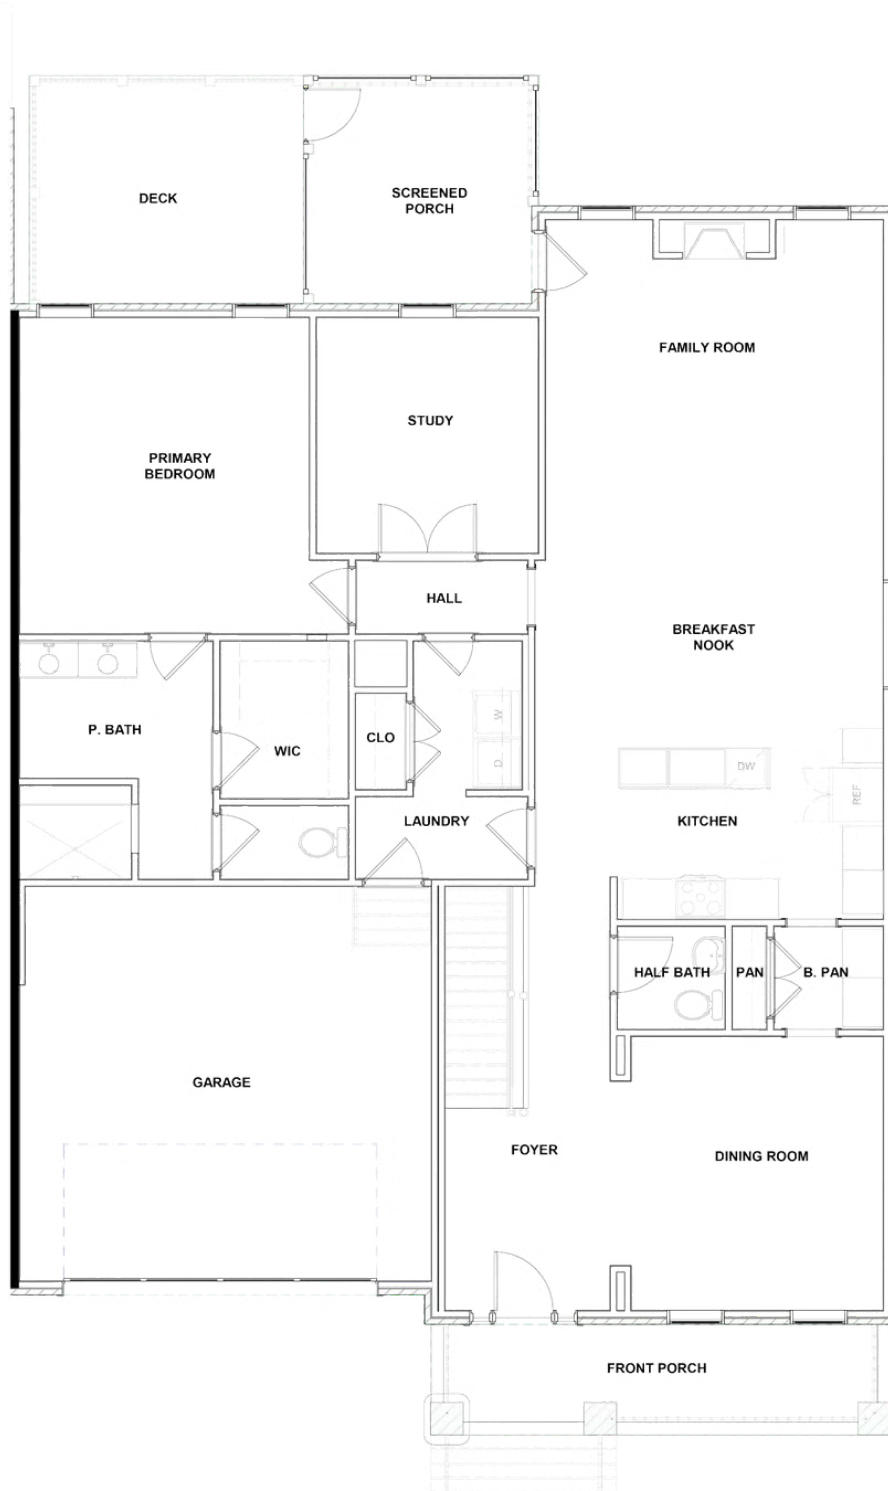 DECK
SCREENED
PORCH
FAMILY ROOM
STUDY
PRIMARY
BEDROOM
HALL
BREAKFAST
NOOK
P. BATH
WIC
CLO
W
D
DW
REF
LAUNDRY
KITCHEN
HALF BATH
PAN
B. PAN
GARAGE
FOYER
DINING ROOM
FRONT PORCH